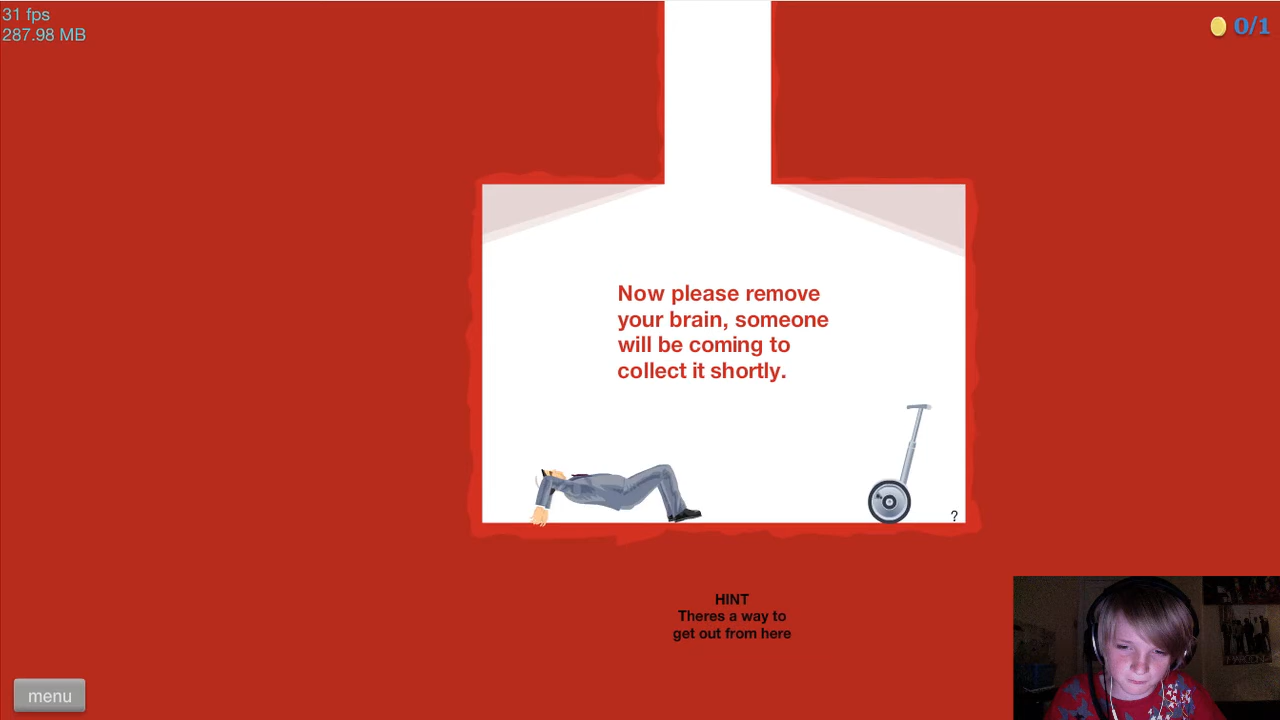 31 fps
287.98 MB
0/1
Now please remove
your brain, someone
will be coming to
collect it shortly.
?
HINT
Theres a way to
get out from here
menu